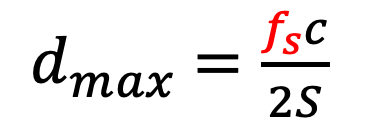 d_max = f_s c / 2S